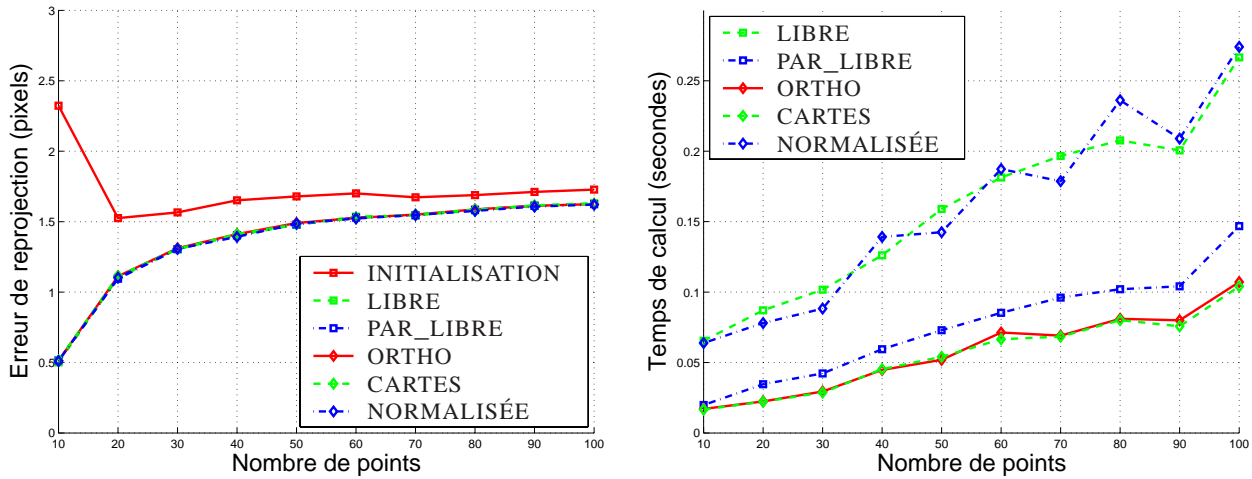 3
2.5
2
1.5
1
0.5
0
10 20 30 40 50 60 70 80 90 100
Erreur de reprojection (pixels)
Nombre de points
INITIALISATION
LIBRE
PAR_LIBRE
ORTHO
CARTES
NORMALISÉE
0.25
0.2
0.15
0.1
0.05
0
10 20 30 40 50 60 70 80 90 100
Temps de calcul (secondes)
Nombre de points
LIBRE
PAR_LIBRE
ORTHO
CARTES
NORMALISÉE